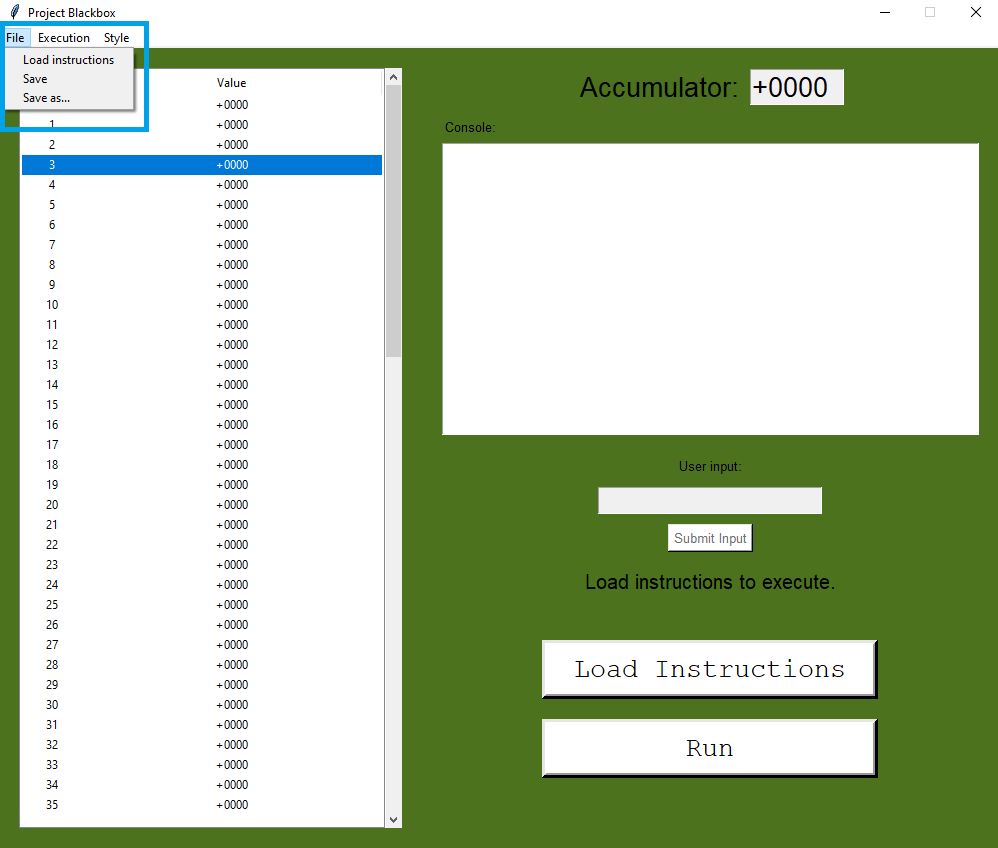 Project Blackbox
File Execution Style
Load instructions
Save
Save as...
Value
+0000
1 +0000
2 +0000
3 +0000
4 +0000
5 +0000
6 +0000
7 +0000
8 +0000
9 +0000
10 +0000
11 +0000
12 +0000
13 +0000
14 +0000
15 +0000
16 +0000
17 +0000
18 +0000
19 +0000
20 +0000
21 +0000
22 +0000
23 +0000
24 +0000
25 +0000
26 +0000
27 +0000
28 +0000
29 +0000
30 +0000
31 +0000
32 +0000
33 +0000
34 +0000
35 +0000
Accumulator: +0000
Console:
User input:
Submit Input
Load instructions to execute.
Load Instructions
Run